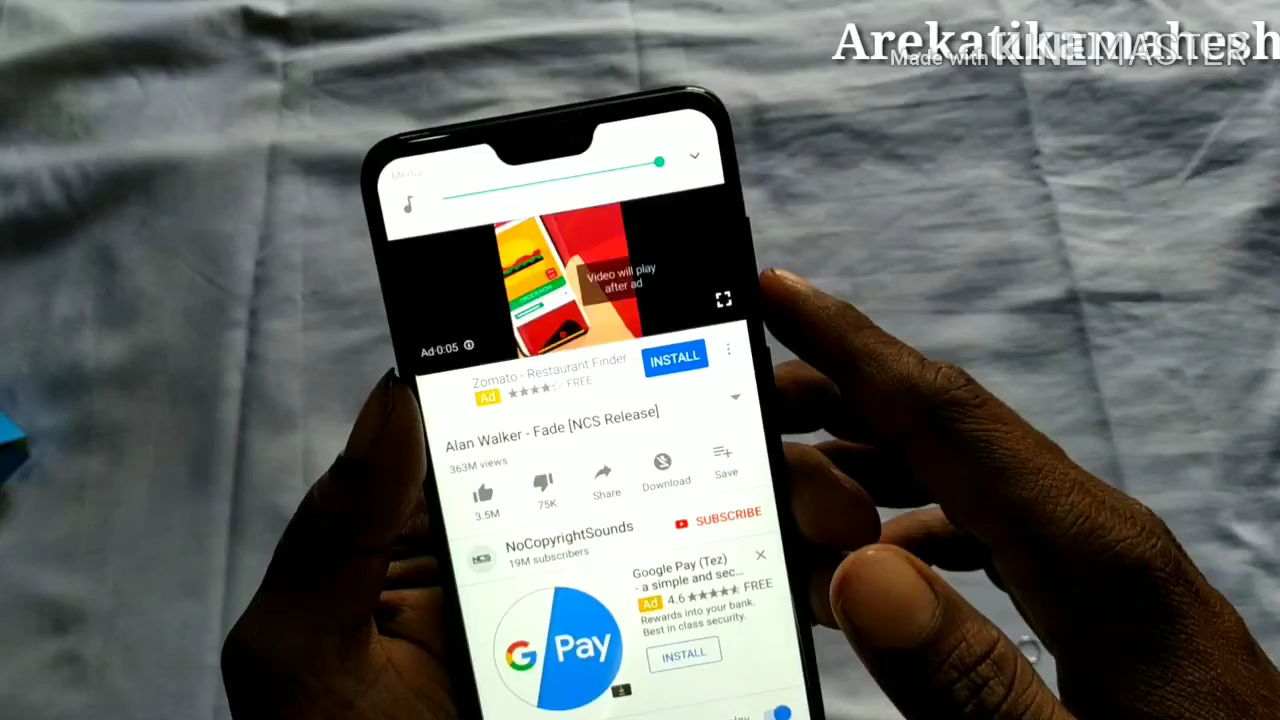 Arekatikamahesh
Made with KINEMASTER
Media
Video will play
after ad
Ad 0:05
Zomato - Restaurant Finder ...
INSTALL
Ad
FREE
Alan Walker - Fade [NCS Release]
363M views
3.5M
75K
Share
Download
Save
NoCopyrightSounds
19M subscribers
SUBSCRIBE
Google Pay (Tez)
- a simple and sec...
Ad 4.6 FREE
Rewards into your bank.
Best in class security.
INSTALL
G Pay